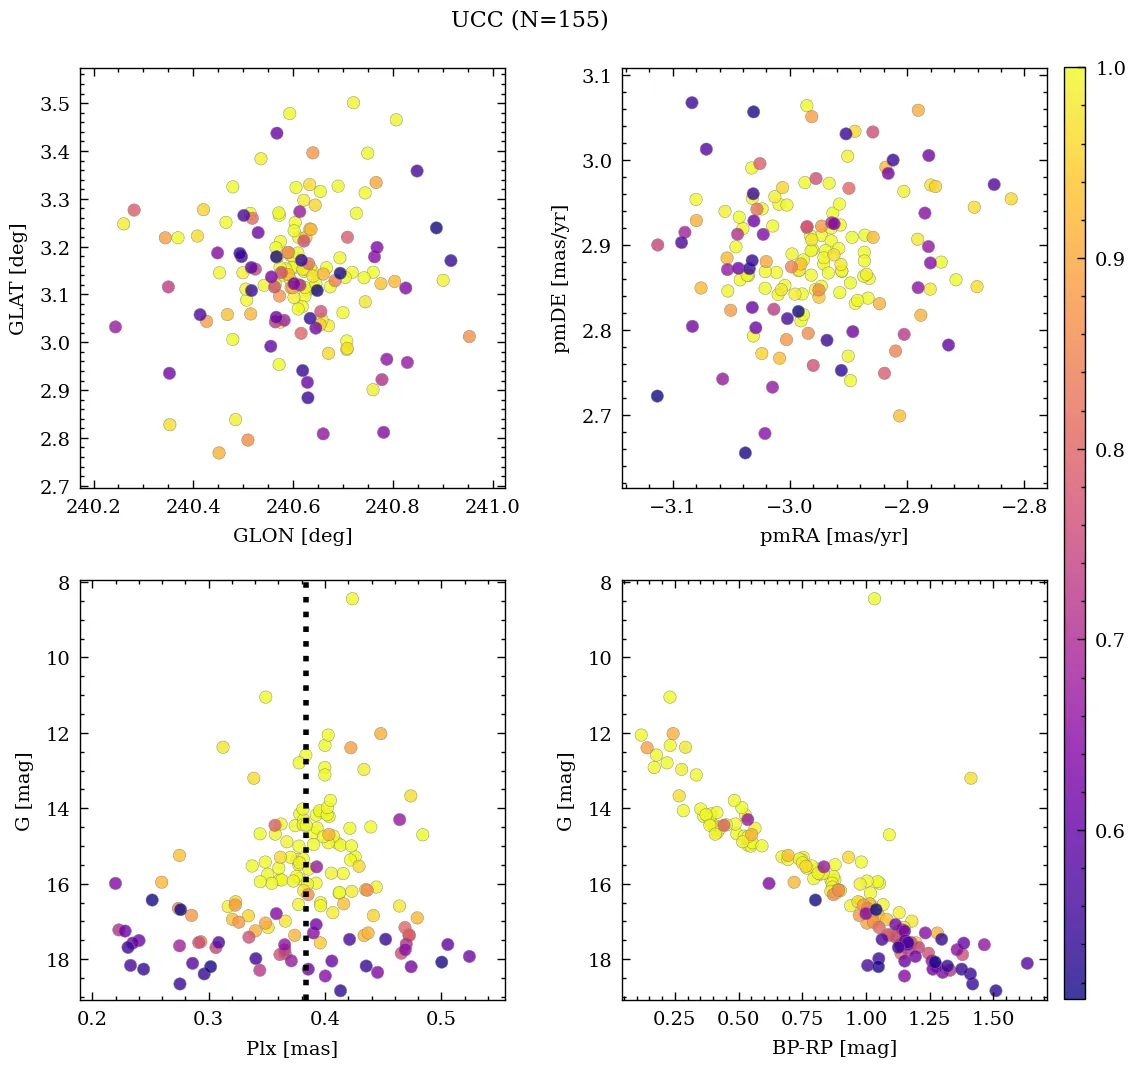 UCC (N=155)
3.5
3.4
3.3
3.2
3.1
3.0
2.9
2.8
2.7
GLAT [deg]
240.2 240.4 240.6 240.8 241.0
GLON [deg]
3.1
3.0
2.9
2.8
2.7
pmDE [mas/yr]
−3.1 −3.0 −2.9 −2.8
pmRA [mas/yr]
1.0
0.9
0.8
0.7
0.6
8
10
12
14
16
18
G [mag]
0.2 0.3 0.4 0.5
Plx [mas]
8
10
12
14
16
18
G [mag]
0.25 0.50 0.75 1.00 1.25 1.50
BP-RP [mag]